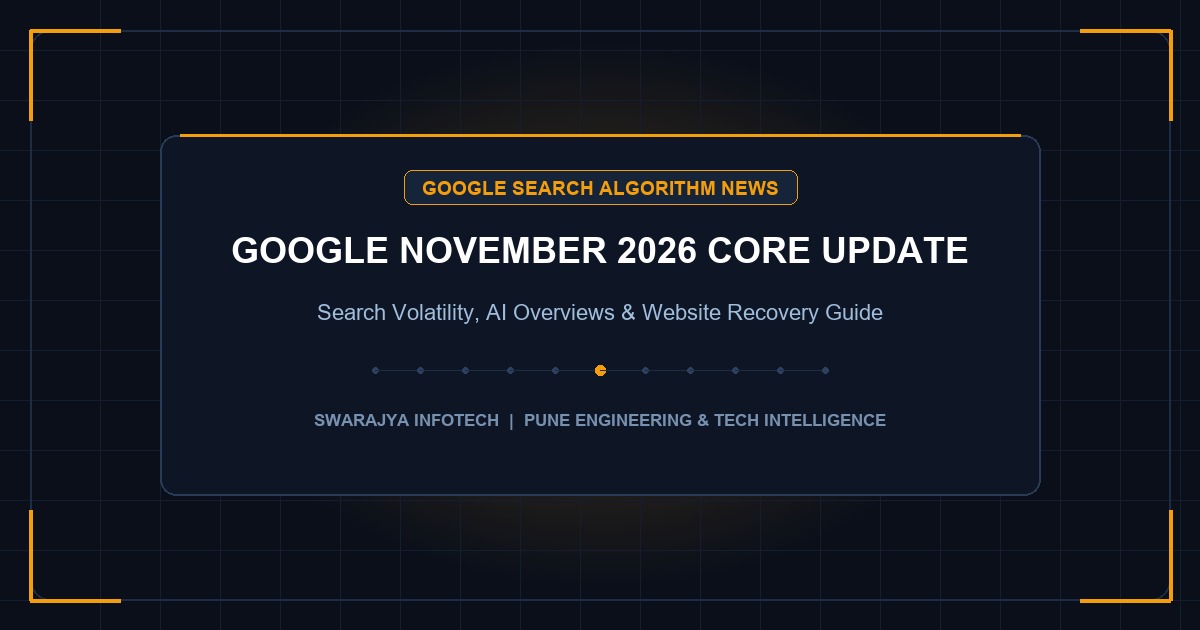 GOOGLE SEARCH ALGORITHM NEWS
GOOGLE NOVEMBER 2026 CORE UPDATE
Search Volatility, AI Overviews & Website Recovery Guide
SWARAJYA INFOTECH | PUNE ENGINEERING & TECH INTELLIGENCE